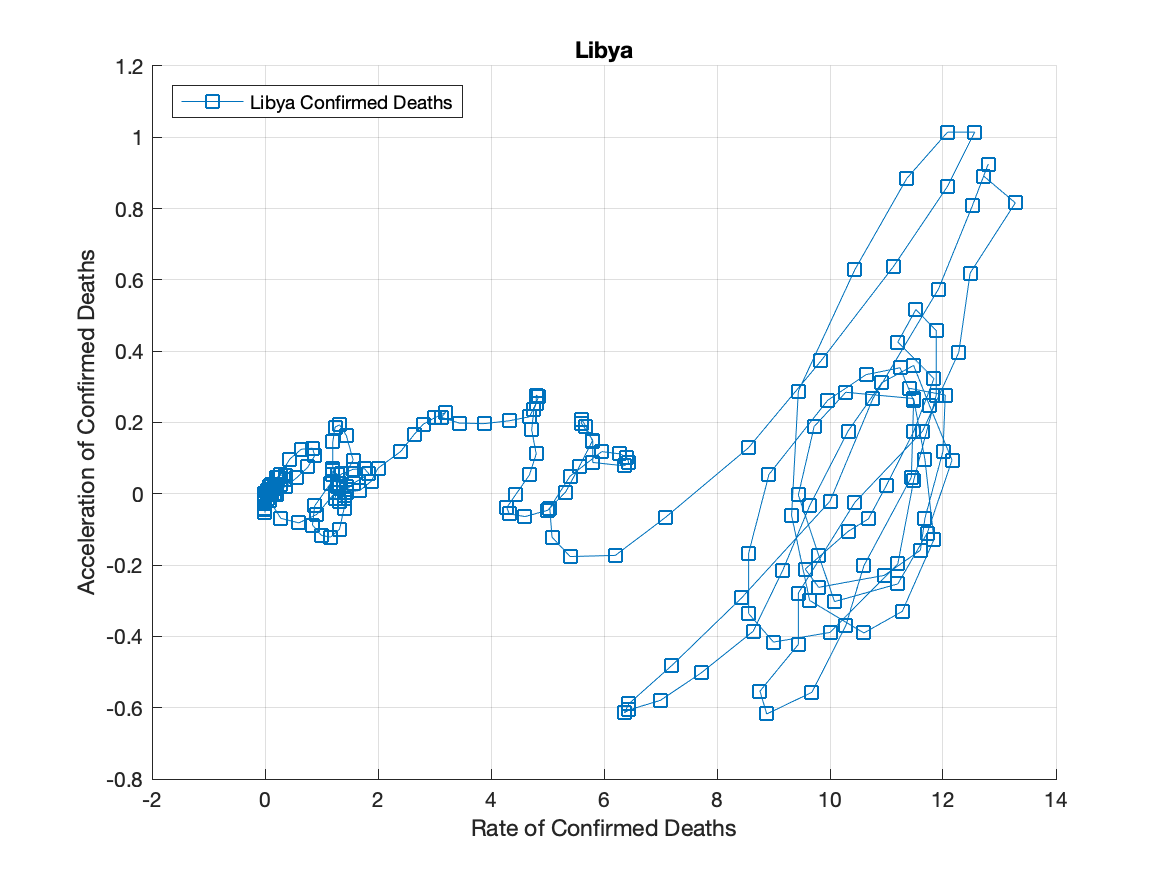 Libya
1.2
Libya Confirmed Deaths
1
0.8
0.6
0.4
0.2
0
-0.2
-0.4
-0.6
-0.8
Acceleration of Confirmed Deaths
-2 0 2 4 6 8 10 12 14
Rate of Confirmed Deaths